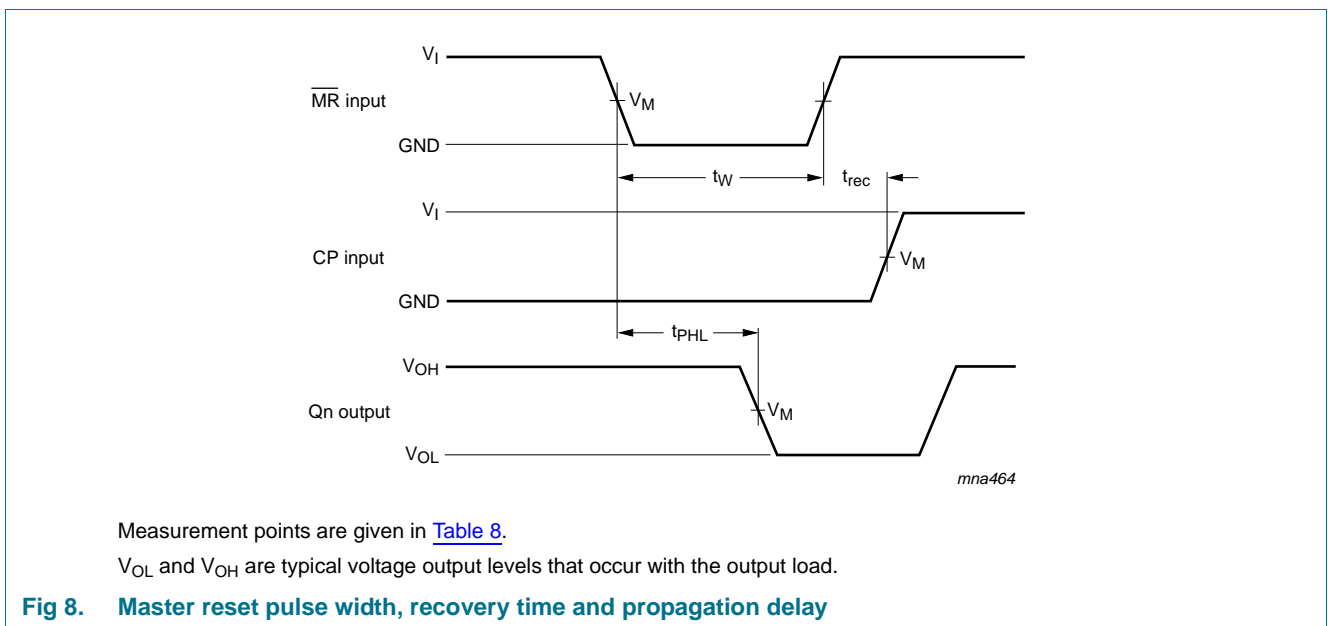 V_I
MR input
V_M
GND
t_W
t_rec
V_I
CP input
V_M
GND
t_PHL
V_OH
Qn output
V_M
V_OL
mna464
Measurement points are given in Table 8.
V_OL and V_OH are typical voltage output levels that occur with the output load.
Fig 8. Master reset pulse width, recovery time and propagation delay